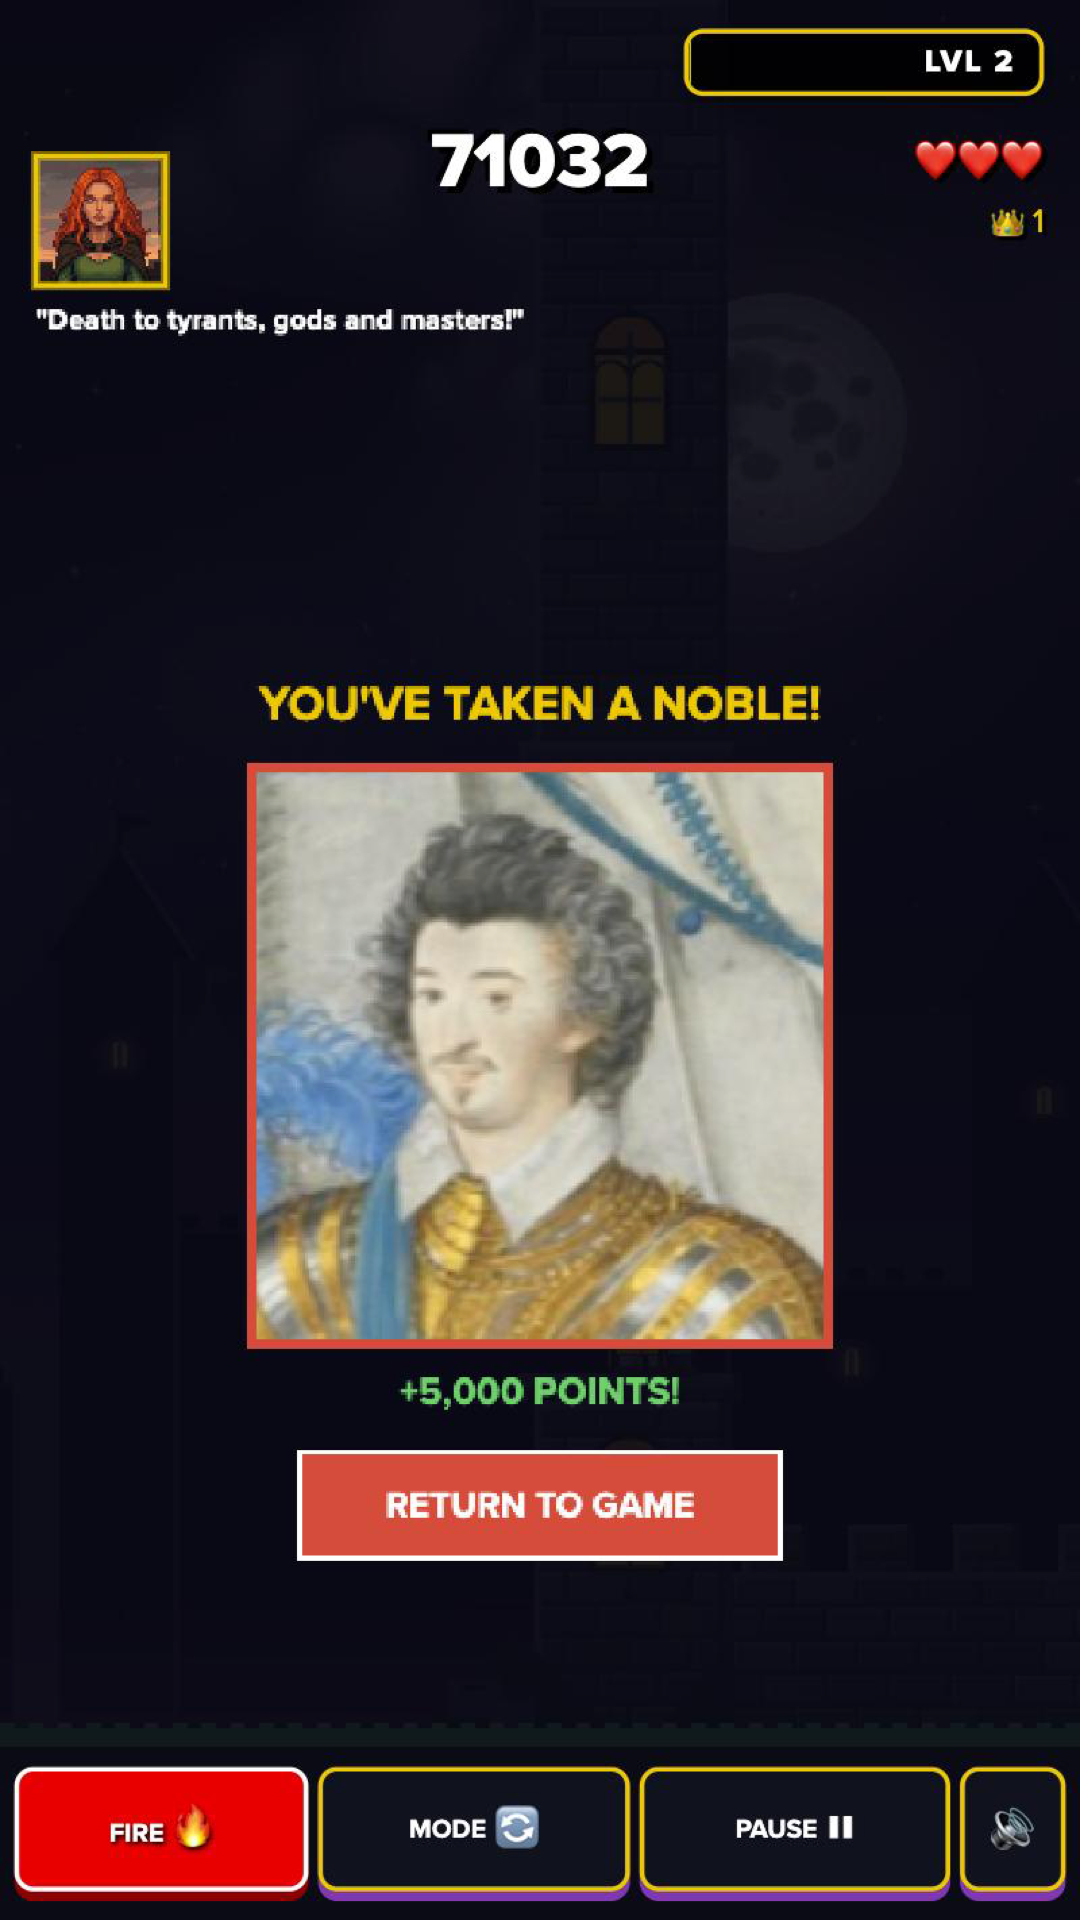 LVL 2
71032
1
"Death to tyrants, gods and masters!"
YOU'VE TAKEN A NOBLE!
+5,000 POINTS!
RETURN TO GAME
FIRE
MODE
PAUSE